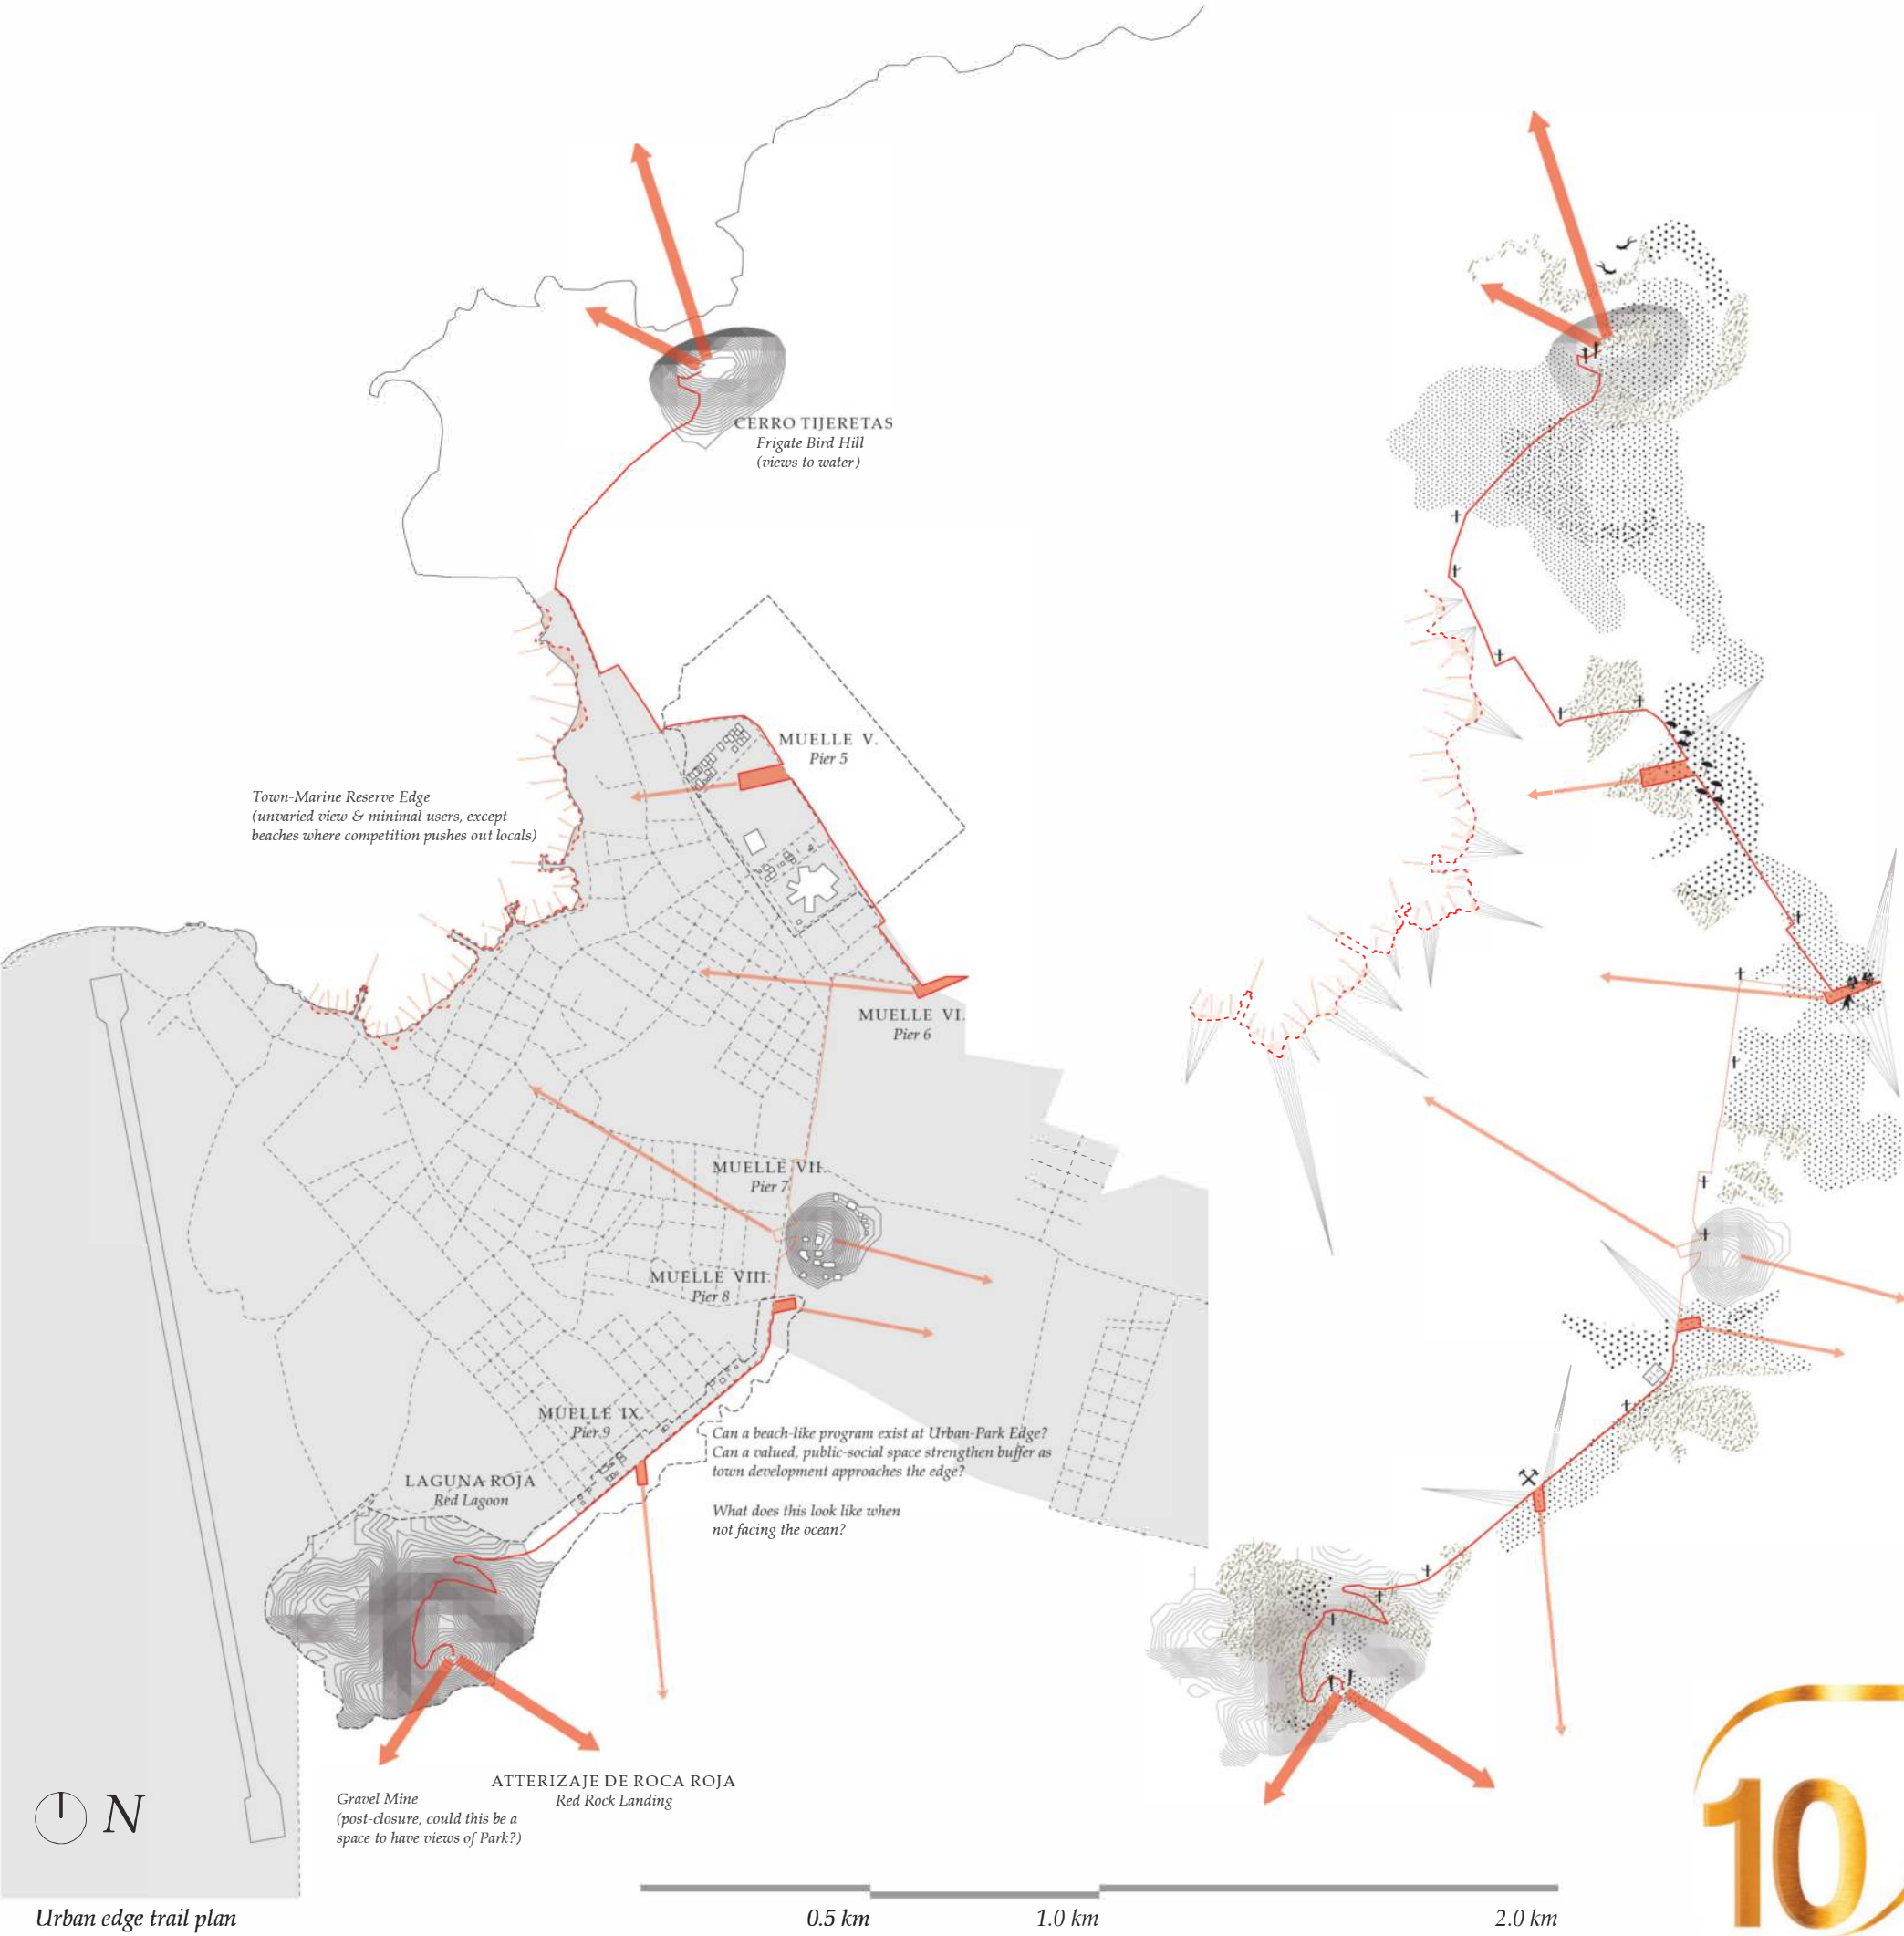 CERRO TIJERETAS
Frigate Bird Hill
(views to water)
MUELLE V.
Pier 5
Town-Marine Reserve Edge
(unvaried view & minimal users, except
beaches where competition pushes out locals)
MUELLE VI.
Pier 6
MUELLE VII.
Pier 7
MUELLE VIII.
Pier 8
MUELLE IX.
Pier 9
Can a beach-like program exist at Urban-Park Edge?
Can a valued, public-social space strengthen buffer as
town development approaches the edge?
What does this look like when
not facing the ocean?
LAGUNA ROJA
Red Lagoon
ATTERIZAJE DE ROCA ROJA
Red Rock Landing
Gravel Mine
(post-closure, could this be a
space to have views of Park?)
N
10
Urban edge trail plan
0.5 km
1.0 km
2.0 km